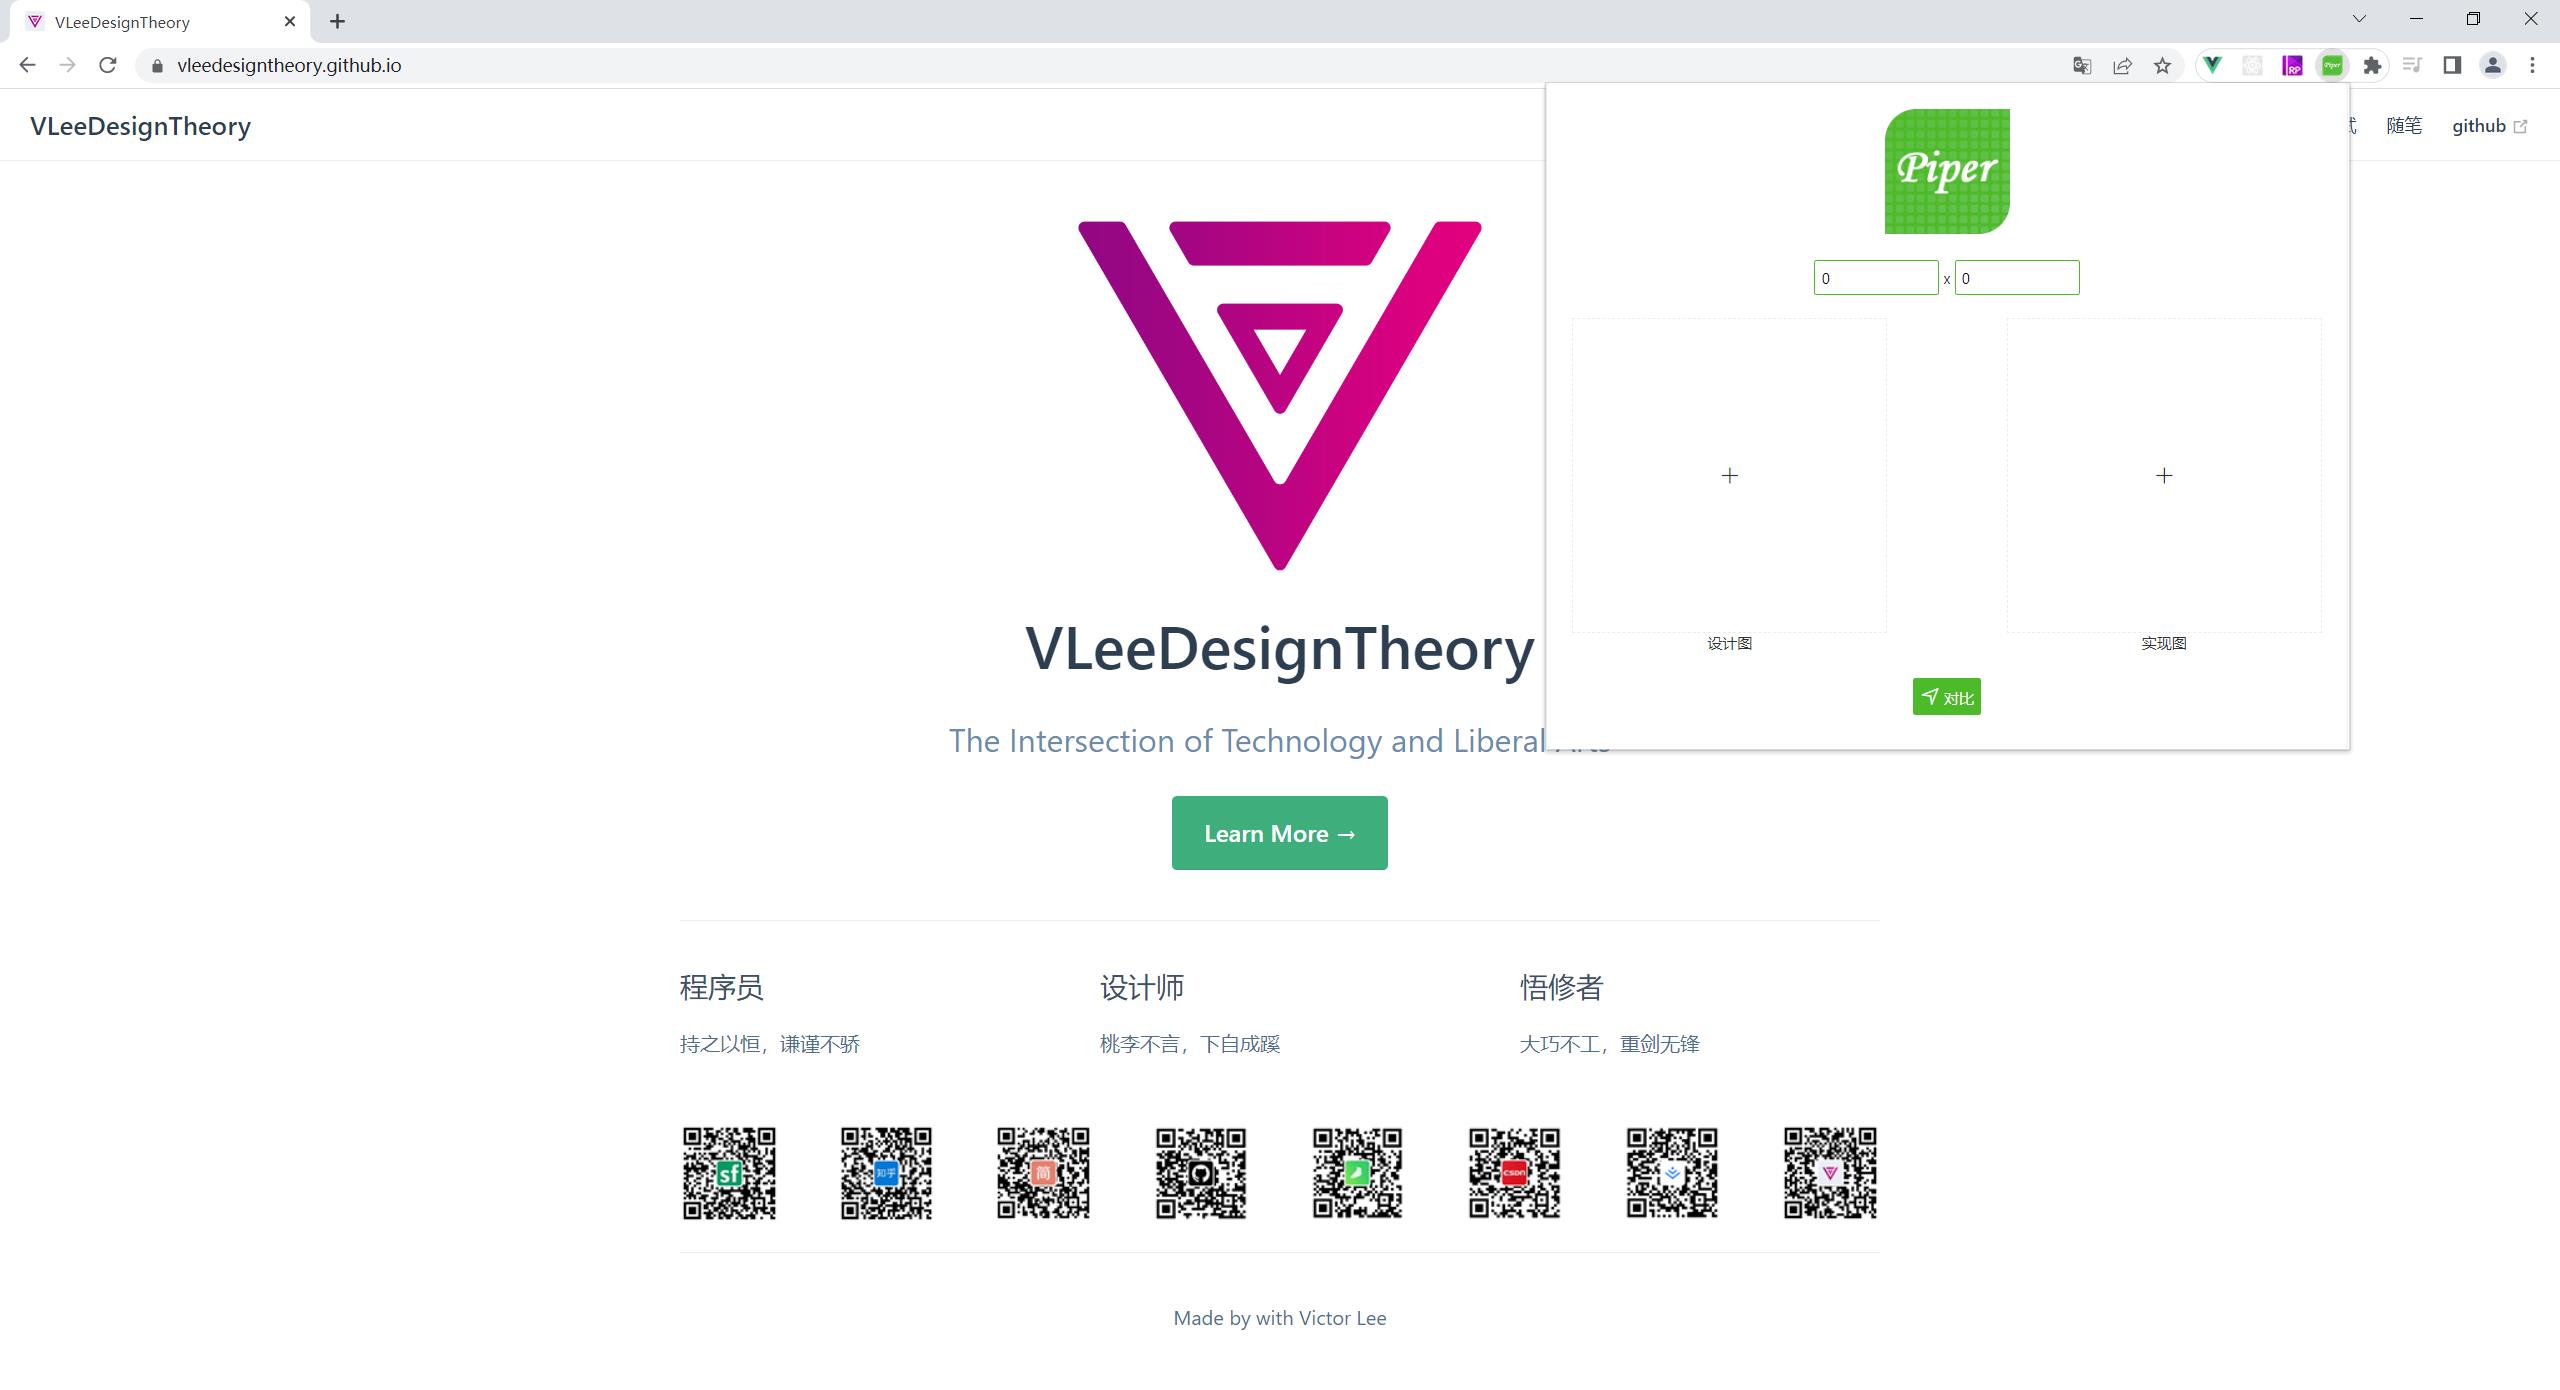 VLeeDesignTheory
vleedesigntheory.github.io
RP
Piper
VLeeDesignTheory
随笔
github
Piper
0 x 0
设计图
实现图
对比
VLeeDesignTheory
The Intersection of Technology and Liberal
Learn More →
程序员
设计师
悟修者
持之以恒，谦谨不骄
桃李不言，下自成蹊
大巧不工，重剑无锋
sf
知乎
简
CSDN
Made by with Victor Lee